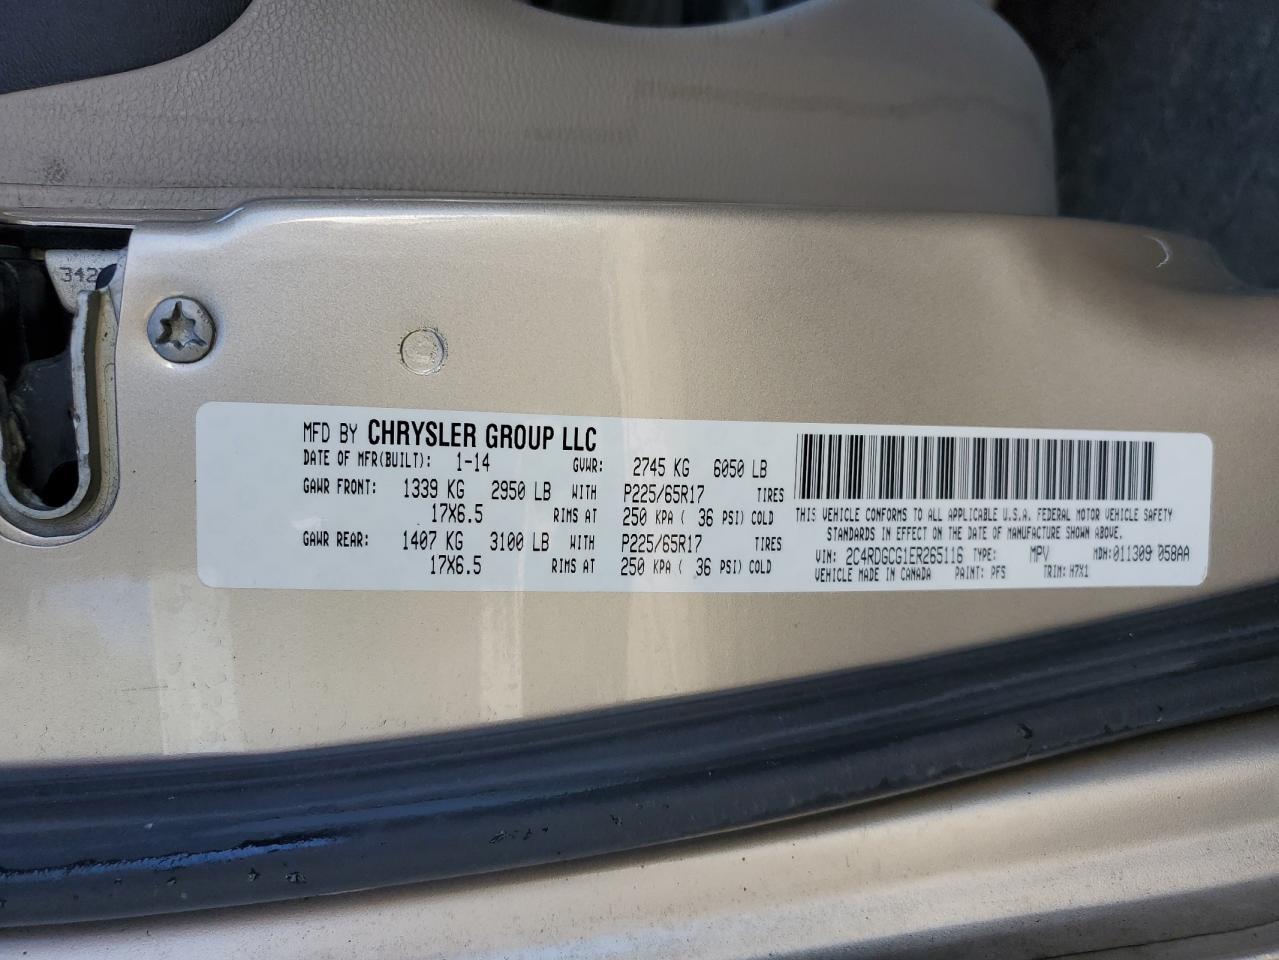 342
MFD BY CHRYSLER GROUP LLC
DATE OF MFR(BUILT): 1-14 GVWR: 2745 KG 6050 LB
GAWR FRONT: 1339 KG 2950 LB WITH P225/65R17 TIRES
17X6.5 RIMS AT 250 KPA ( 36 PSI) COLD
GAWR REAR: 1407 KG 3100 LB WITH P225/65R17 TIRES
17X6.5 RIMS AT 250 KPA ( 36 PSI) COLD
THIS VEHICLE CONFORMS TO ALL APPLICABLE U.S.A. FEDERAL MOTOR VEHICLE SAFETY
STANDARDS IN EFFECT ON THE DATE OF MANUFACTURE SHOWN ABOVE.
VIN: 2C4RDGCG1ER265116 TYPE: MPV MDH: 011309 058AA
VEHICLE MADE IN CANADA PAINT: PFS TRIM: H7X1